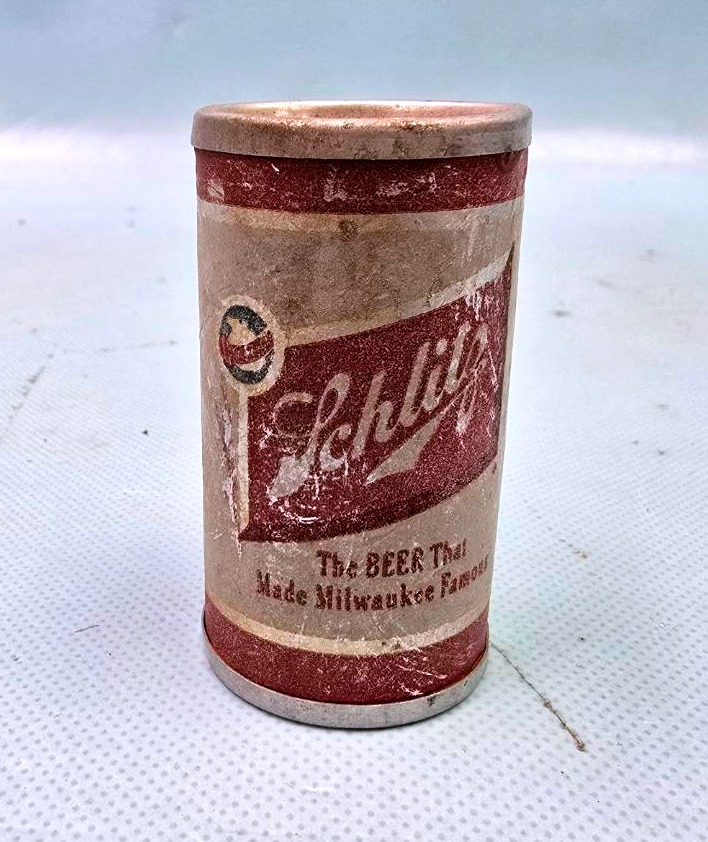 Schlitz
The BEER That
Made Milwaukee Famous